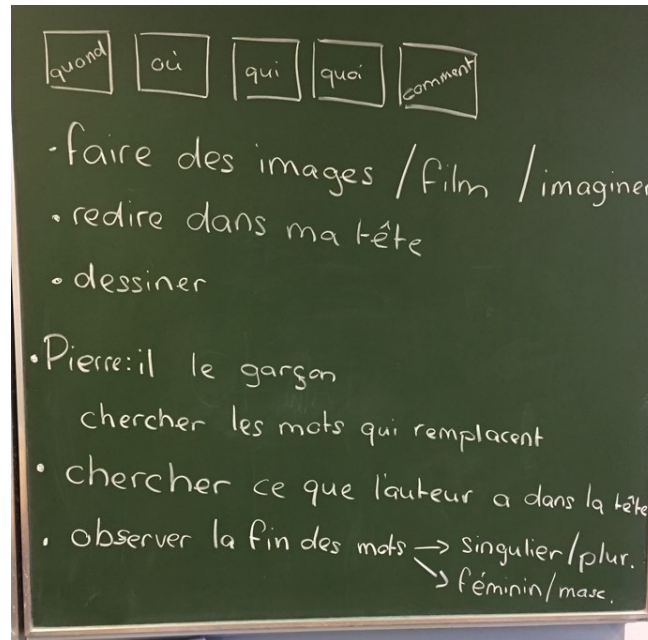 quand où qui quoi comment
· faire des images / film / imaginer
· redire dans ma tête
· dessiner
· Pierre: il le garçon
chercher les mots qui remplacent
· chercher ce que l'auteur a dans la tête
· observer la fin des mots → singulier/plur.
↘ féminin/masc.